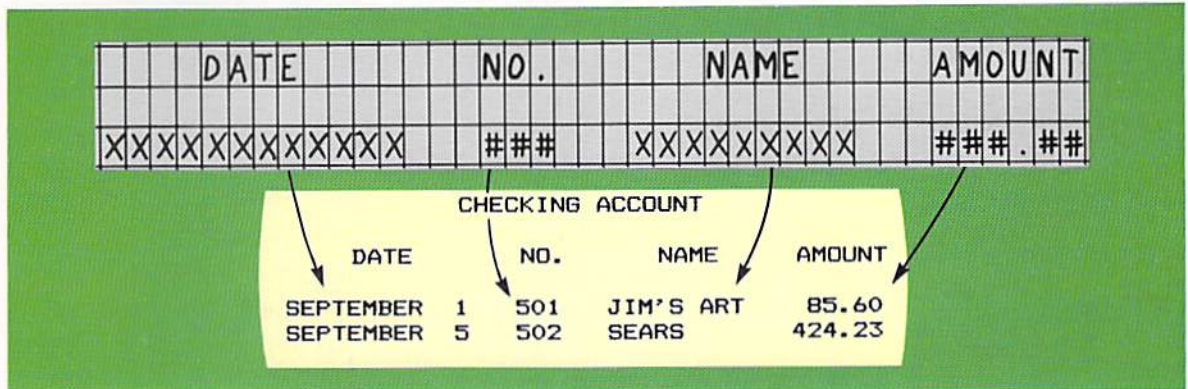 DATE NO. NAME AMOUNT
XXXXXXXXXXXX ### XXXXXXXXX ###.##
CHECKING ACCOUNT
DATE NO. NAME AMOUNT
SEPTEMBER 1 501 JIM'S ART 85.60
SEPTEMBER 5 502 SEARS 424.23